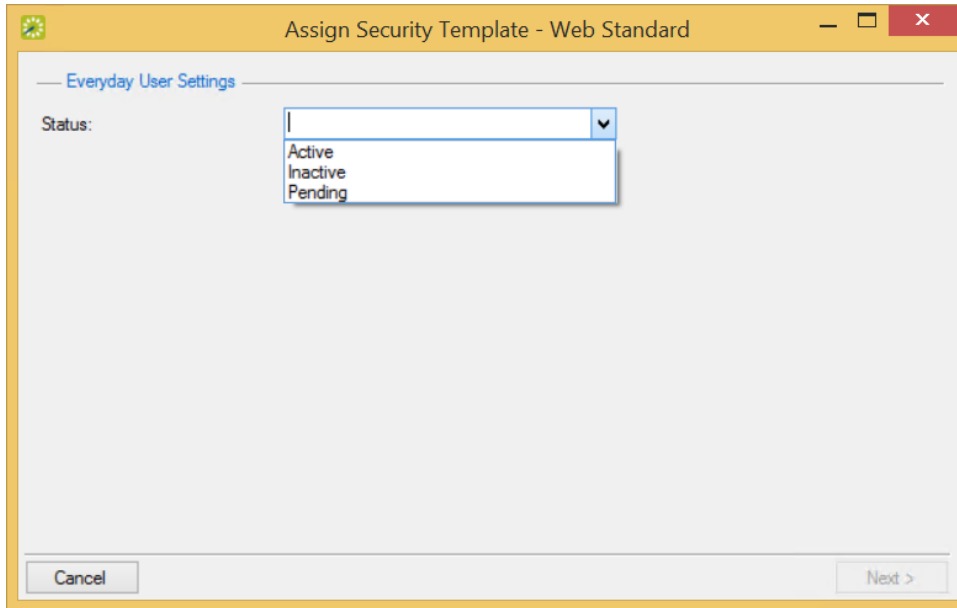 Assign Security Template - Web Standard
Everyday User Settings
Status:
Active
Inactive
Pending
Cancel
Next >